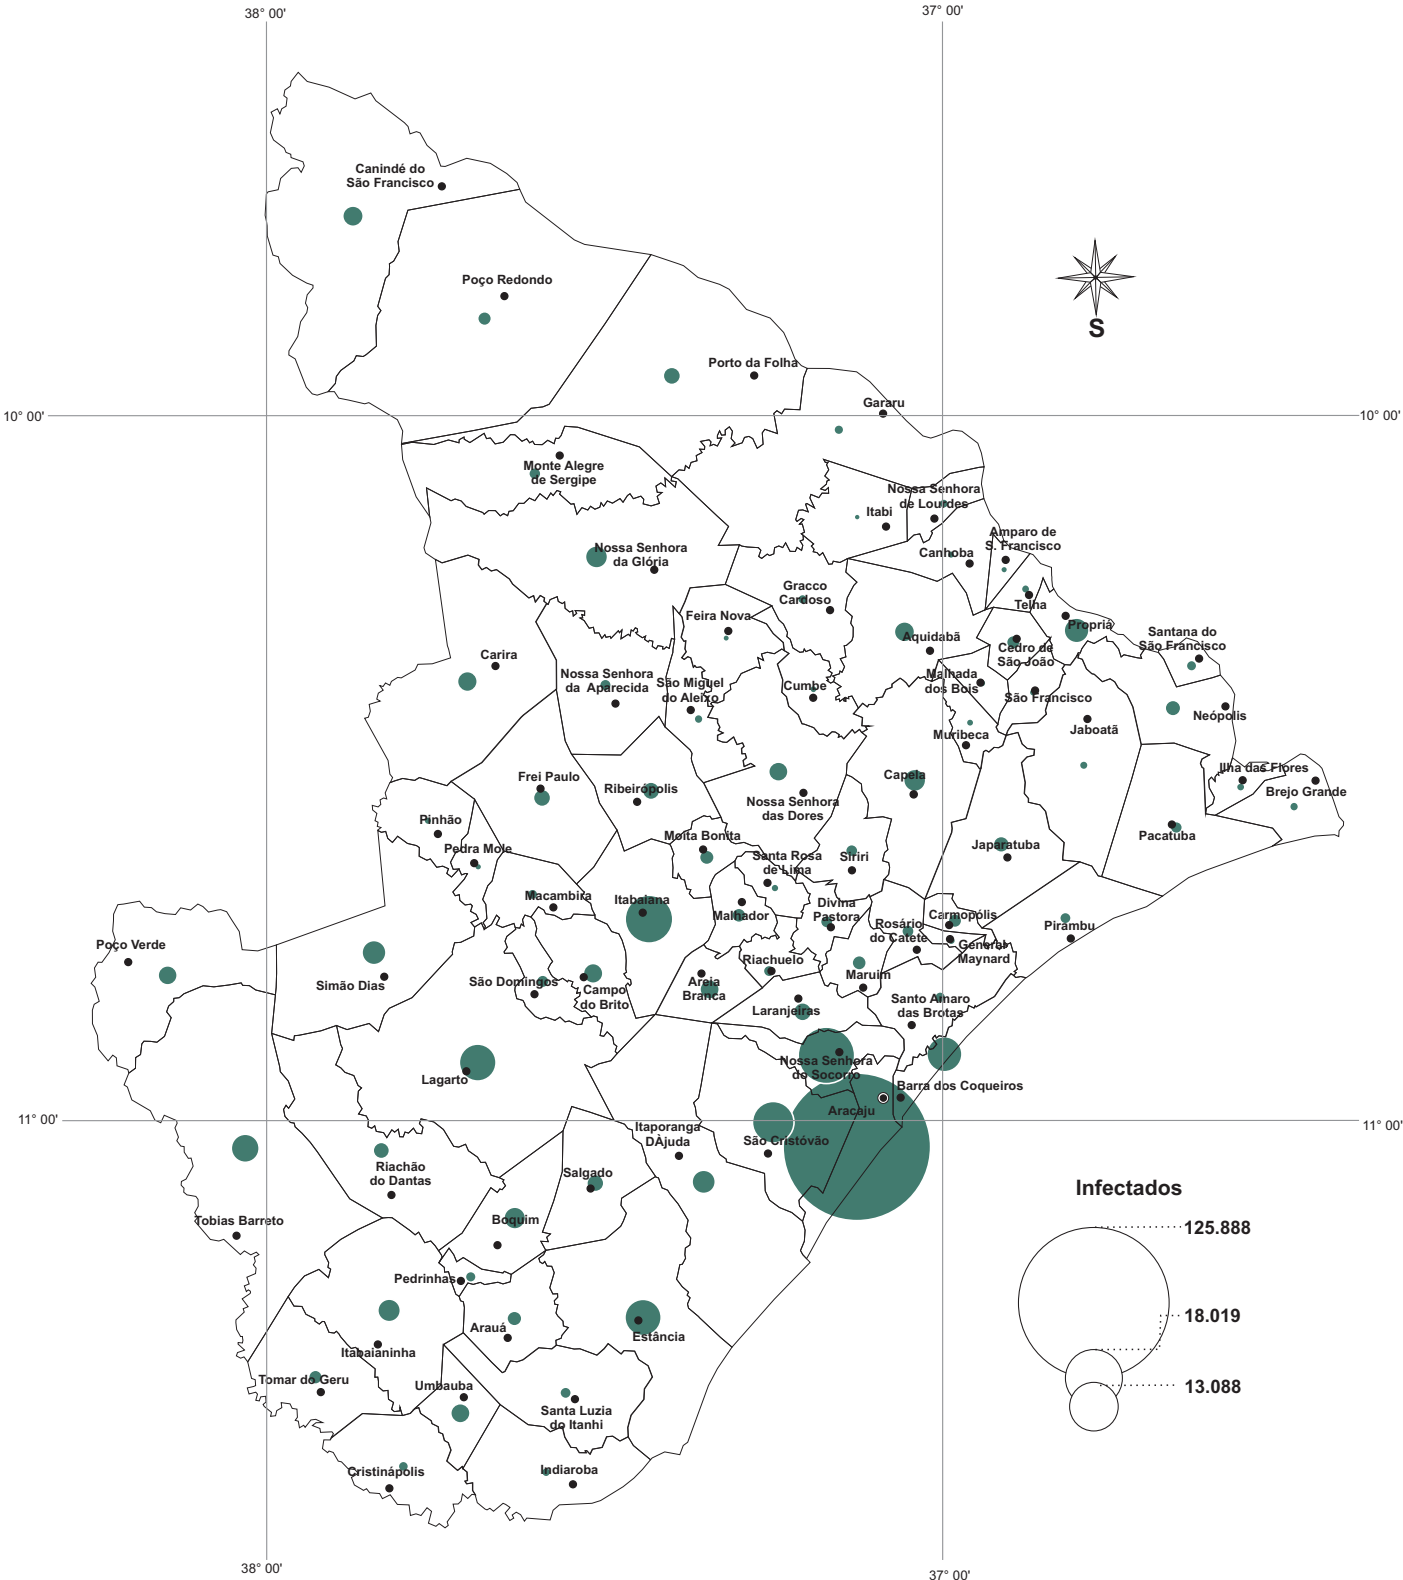 38° 00'
37° 00'
Canindé do
São Francisco
Poço Redondo
S
Porto da Folha
Gararu
10° 00'
10° 00'
Monte Alegre
de Sergipe
Nossa Senhora
de Lourdes
Itabi
Nossa Senhora
da Glória
Canhoba
Amparo de
S. Francisco
Gracco
Cardoso
Telha
Feira Nova
Propriá
Aquidabã
Santana do
São Francisco
Cedro de
São João
Carira
Nossa Senhora
da Aparecida
São Miguel
do Aleixo
Cumbe
Malhada
dos Bois
São Francisco
Neópolis
Jaboatã
Muribeca
Frei Paulo
Ribeirópolis
Capela
Ilha das Flores
Brejo Grande
Nossa Senhora
das Dores
Pinhão
Moita Bonita
Pacatuba
Pedra Mole
Santa Rosa
de Lima
Siriri
Japaratuba
Macambira
Itabaiana
Malhador
Divina
Pastora
Rosário
do Catete
Carmopólis
Pirambu
General
Maynard
Poço Verde
Simão Dias
São Domingos
Campo
do Brito
Areia
Branca
Riachuelo
Maruim
Laranjeiras
Santo Amaro
das Brotas
Lagarto
Nossa Senhora
do Socorro
Barra dos Coqueiros
Aracaju
11° 00'
11° 00'
Itaporanga
DÀjuda
São Cristóvão
Riachão
do Dantas
Salgado
Infectados
Tobias Barreto
Boquim
125.888
Pedrinhas
18.019
Arauá
Estância
Itabaianinha
Tomar do Geru
Umbauba
13.088
Santa Luzia
do Itanhi
Cristinápolis
Indiaroba
38° 00'
37° 00'